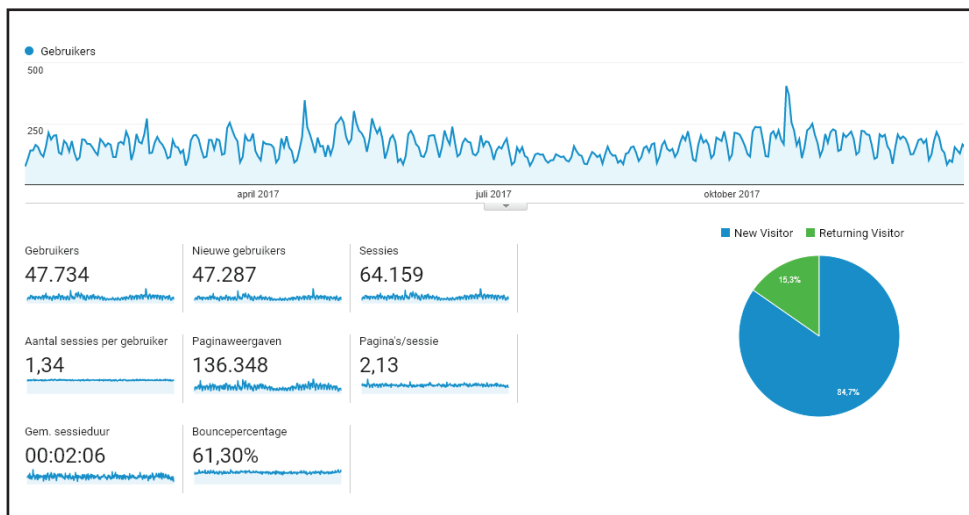 Gebruikers
500
250
april 2017
juli 2017
oktober 2017
New Visitor
Returning Visitor
Gebruikers
47.734
Nieuwe gebruikers
47.287
Sessies
64.159
15,3%
84,7%
Aantal sessies per gebruiker
1,34
Paginaweergaven
136.348
Pagina's/sessie
2,13
Gem. sessieduur
00:02:06
Bouncepercentage
61,30%